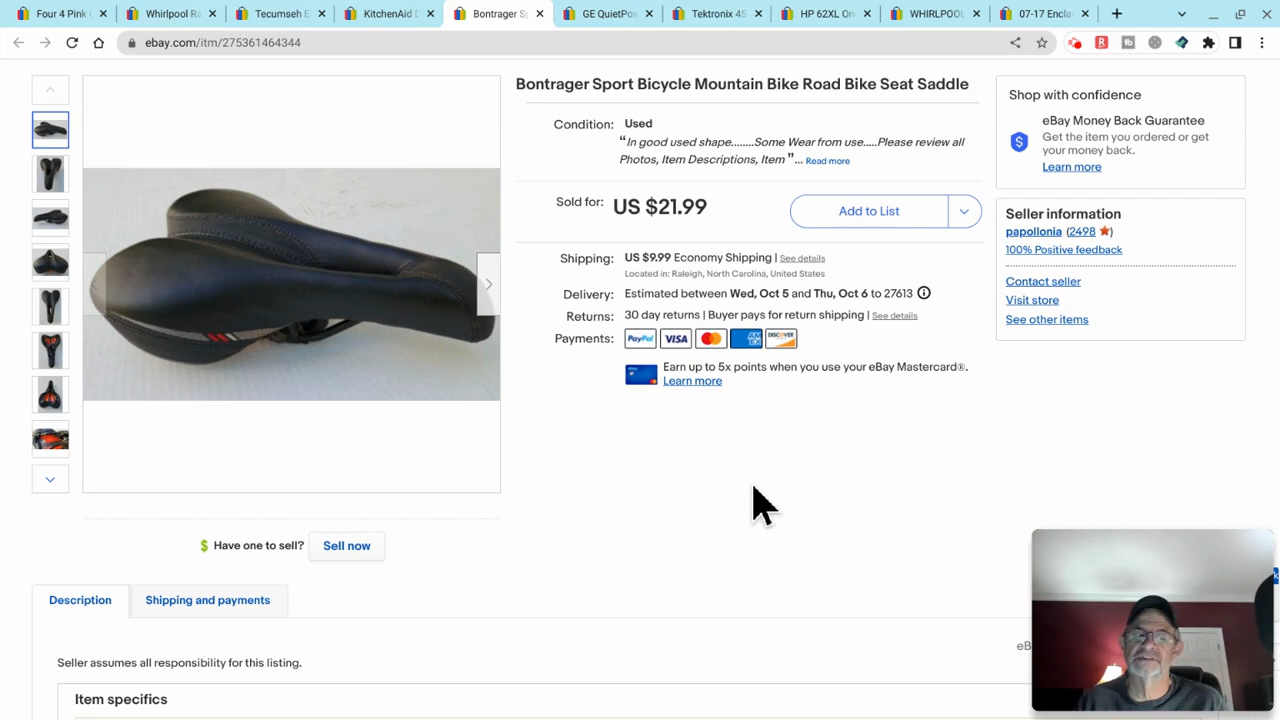 Four 4 Pink
Whirlpool Ra
Tecumseh E
KitchenAid D
Bontrager Sp
GE QuietPow
Tektronix 45
HP 62XL On
WHIRLPOOL
07-17 Encla
ebay.com/itm/275361464344
Bontrager Sport Bicycle Mountain Bike Road Bike Seat Saddle
Condition: Used
“In good used shape........Some Wear from use.....Please review all
Photos, Item Descriptions, Item ”... Read more
Sold for: US $21.99
Add to List
Shipping: US $9.99 Economy Shipping | See details
Located in: Raleigh, North Carolina, United States
Delivery: Estimated between Wed, Oct 5 and Thu, Oct 6 to 27613
Returns: 30 day returns | Buyer pays for return shipping | See details
Payments: PayPal VISA AM EX DISCOVER
Earn up to 5x points when you use your eBay Mastercard®.
Learn more
Shop with confidence
eBay Money Back Guarantee
Get the item you ordered or get
your money back.
Learn more
Seller information
papollonia (2498 )
100% Positive feedback
Contact seller
Visit store
See other items
Have one to sell? Sell now
Description
Shipping and payments
eB
Seller assumes all responsibility for this listing.
Item specifics